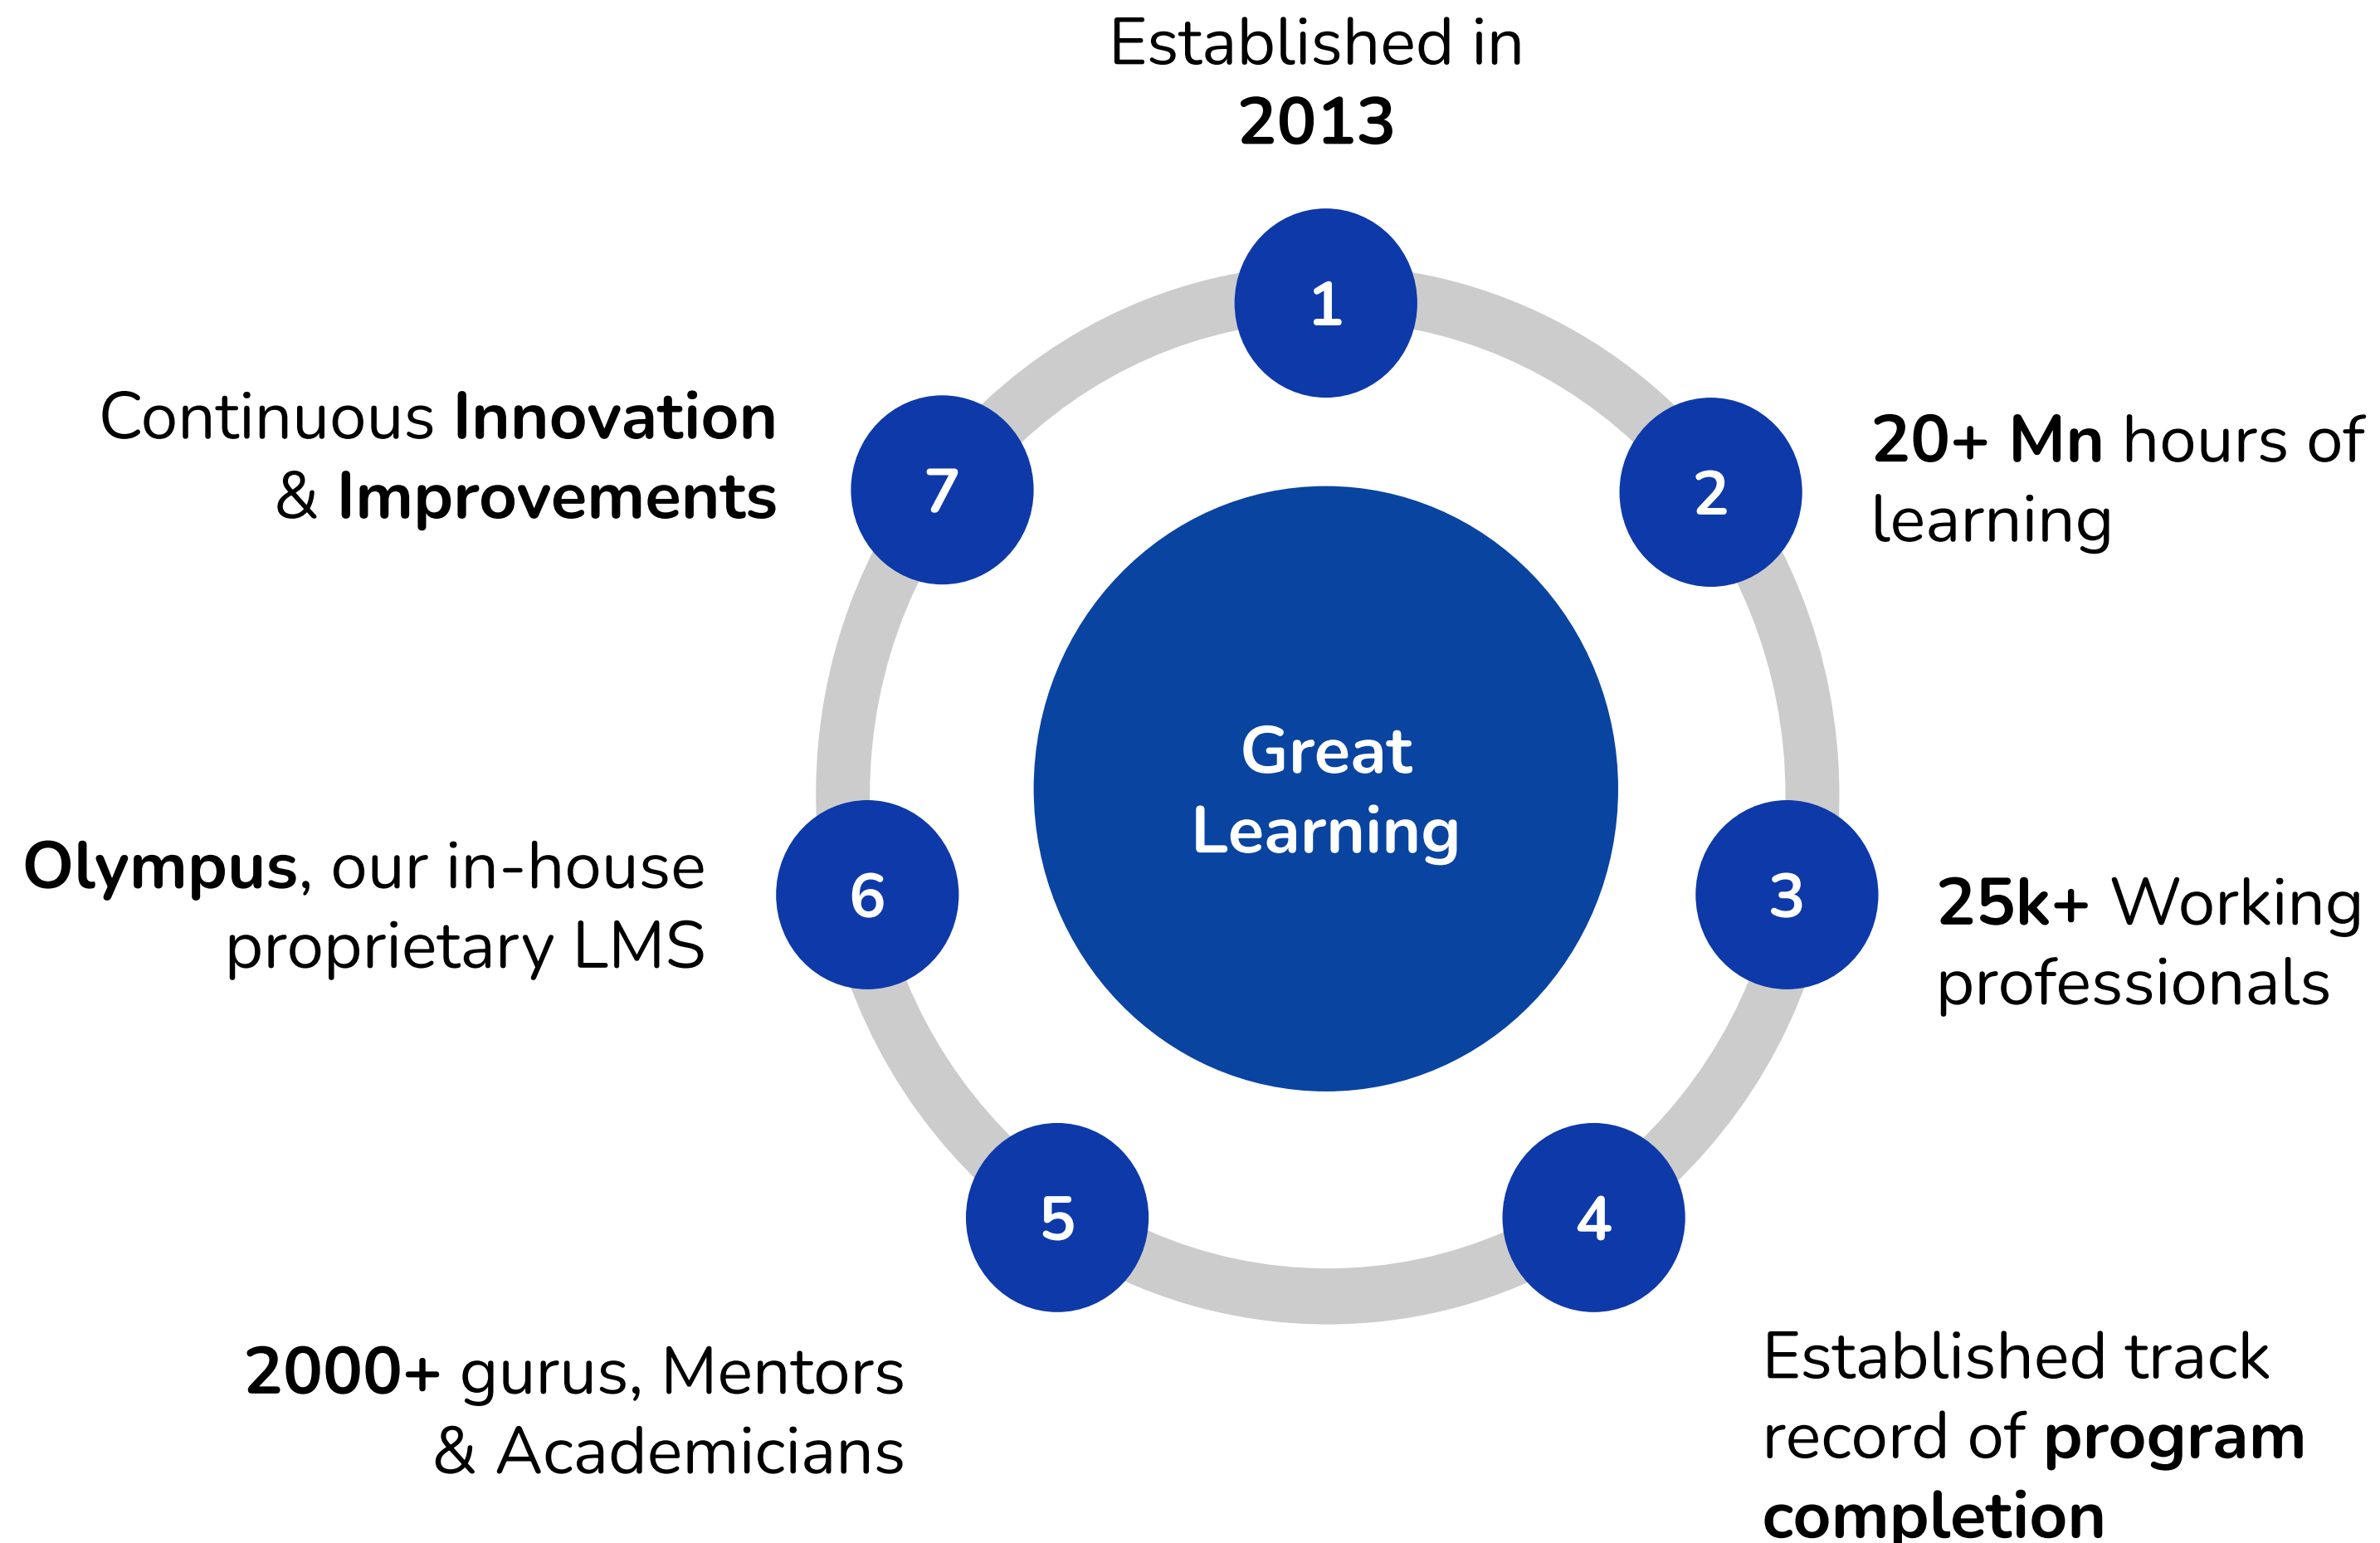 Established in
2013
1
2
20+ Mn hours of
learning
3
25k+ Working
professionals
4
Established track
record of program
completion
5
2000+ gurus, Mentors
& Academicians
6
Olympus, our in-house
proprietary LMS
7
Continuous Innovation
& Improvements
Great
Learning